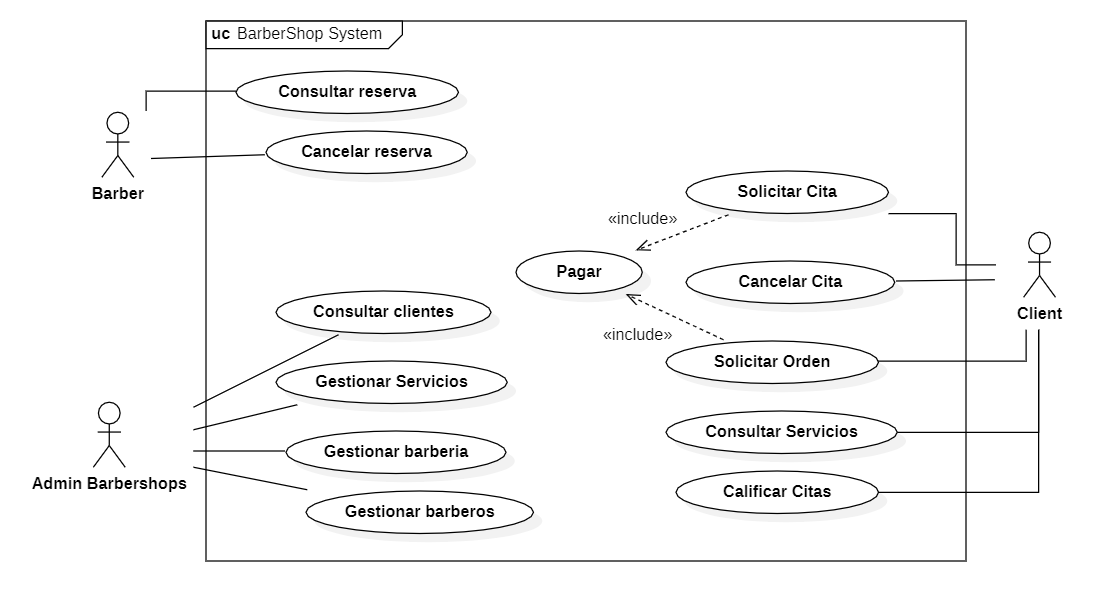 uc BarberShop System
Consultar reserva
Cancelar reserva
Barber
Solicitar Cita
«include»
Pagar
Cancelar Cita
Client
Consultar clientes
«include»
Solicitar Orden
Gestionar Servicios
Consultar Servicios
Gestionar barberia
Admin Barbershops
Calificar Citas
Gestionar barberos